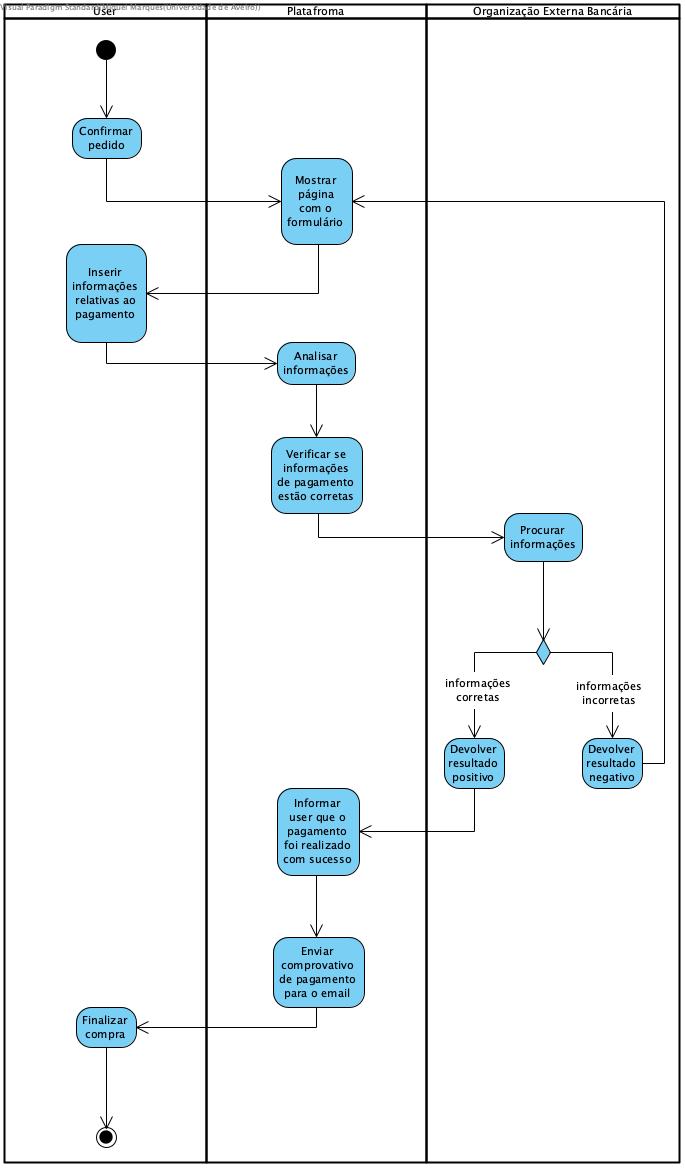 Visual Paradigm Standard(Miguel Marques(Universidade de Aveiro))
User
Platafroma
Organização Externa Bancária
Confirmar
pedido
Mostrar
página
com o
formulário
Inserir
informações
relativas ao
pagamento
Analisar
informações
Verificar se
informações
de pagamento
estão corretas
Procurar
informações
informações
corretas
informações
incorretas
Devolver
resultado
positivo
Devolver
resultado
negativo
Informar
user que o
pagamento
foi realizado
com sucesso
Enviar
comprovativo
de pagamento
para o email
Finalizar
compra